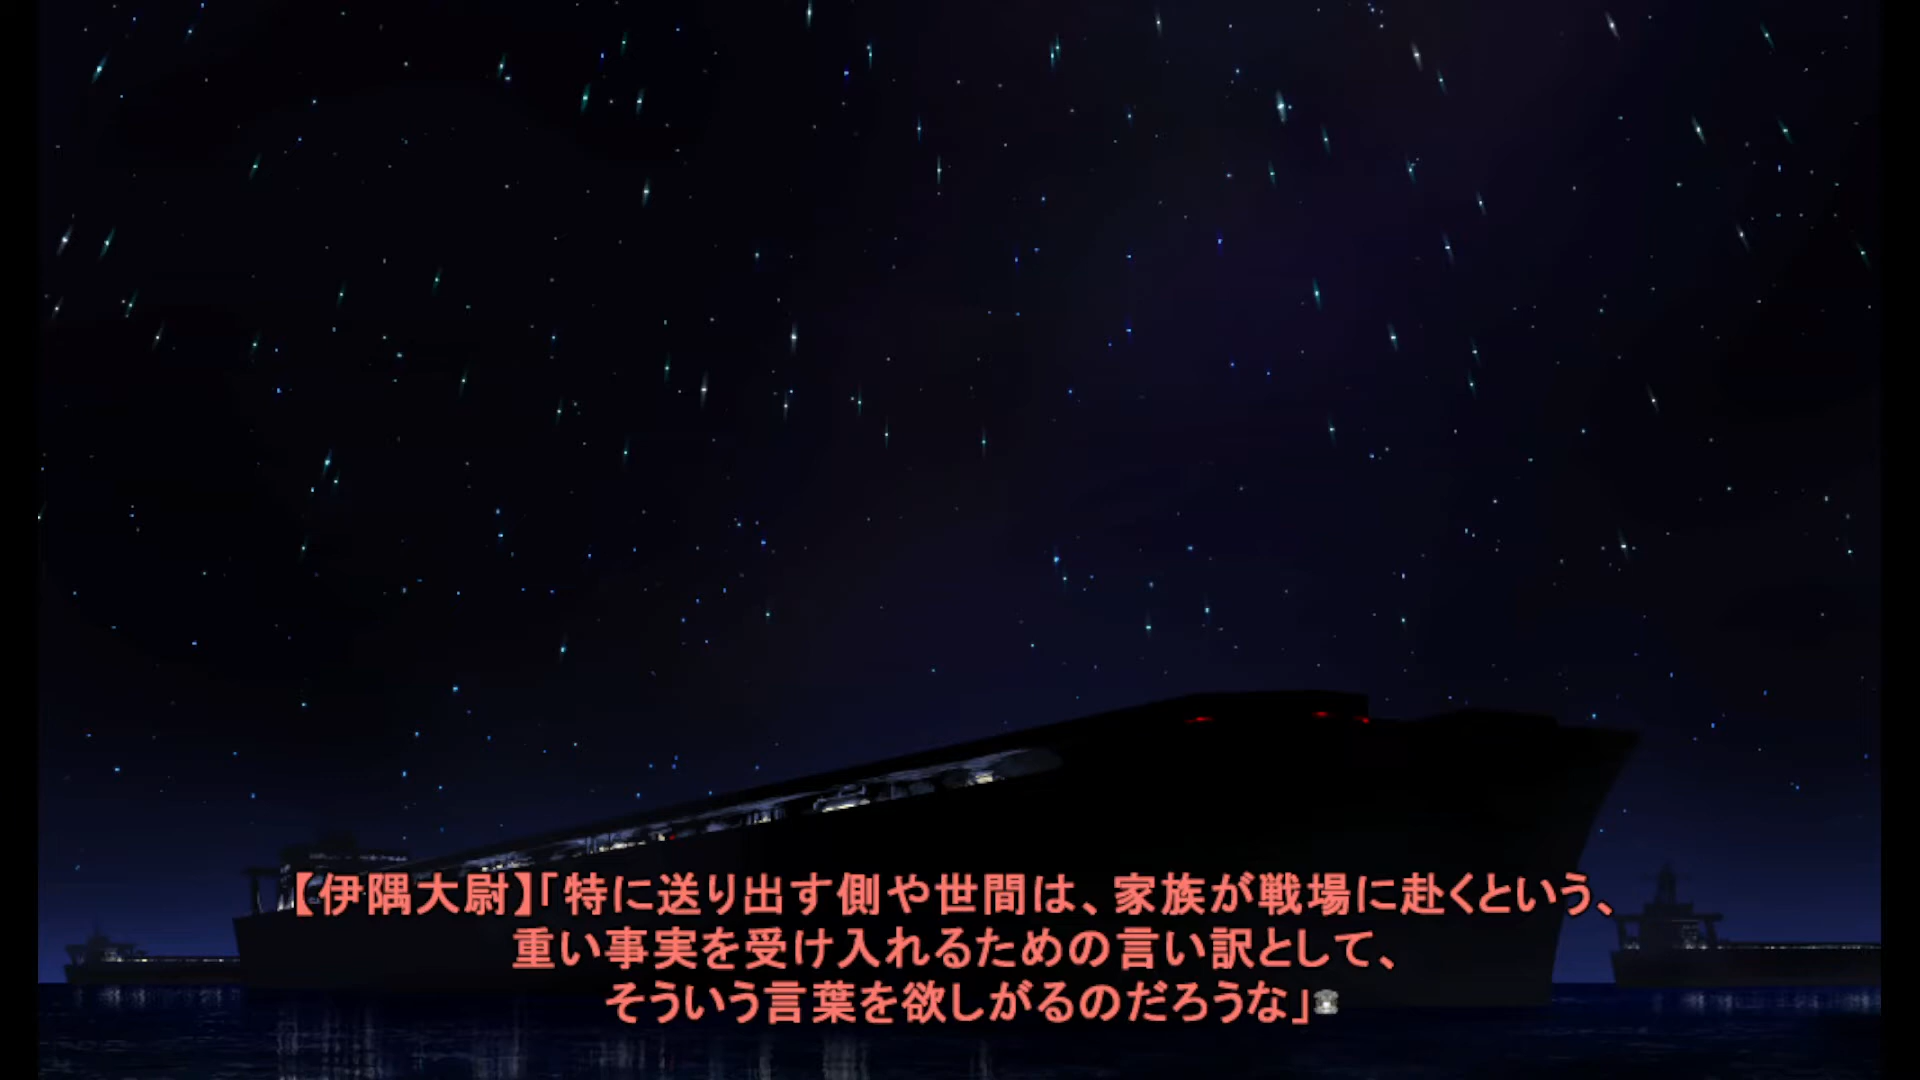 【伊隅大尉】「特に送り出す側や世間は、家族が戦場に赴くという、
重い事実を受け入れるための言い訳として、
そういう言葉を欲しがるのだろうな」